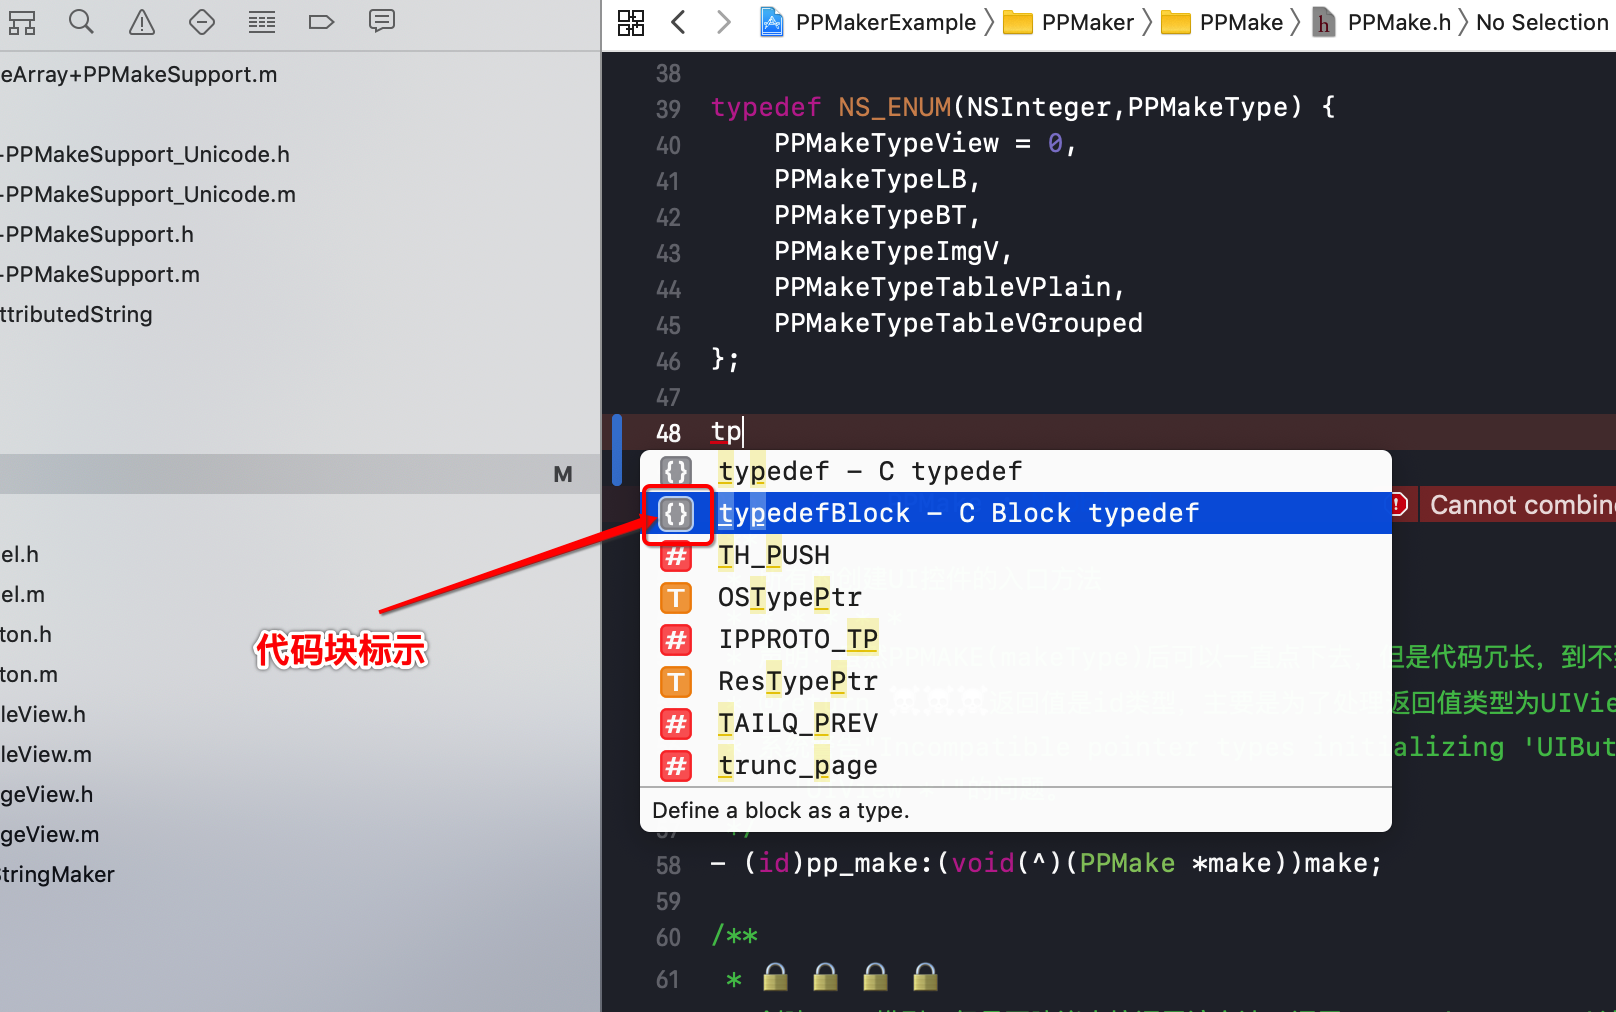 PPMakerExample
PPMaker
PPMake
h PPMake.h
No Selection
eArray+PPMakeSupport.m
-PPMakeSupport_Unicode.h
-PPMakeSupport_Unicode.m
-PPMakeSupport.h
-PPMakeSupport.m
ttributedString
M
el.h
el.m
ton.h
ton.m
leView.h
leView.m
geView.h
geView.m
StringMaker
代码块标示
38
39 typedef NS_ENUM(NSInteger,PPMakeType) {
40 PPMakeTypeView = 0,
41 PPMakeTypeLB,
42 PPMakeTypeBT,
43 PPMakeTypeImgV,
44 PPMakeTypeTableVPlain,
45 PPMakeTypeTableVGrouped
46 };
47
48 tp
{} typedef – C typedef
{} typedefBlock – C Block typedef
Cannot combine
# TH_PUSH
T OSTypePtr
# IPPROTO_TP
T ResTypePtr
# TAILQ_PREV
# trunc_page
Define a block as a type.
但是代码冗长，到不
返回值类型为UIVie
alizing 'UIBut
58 - (id)pp_make:(void(^)(PPMake *make))make;
59
60 /**
61 * 🔒 🔒 🔒 🔒